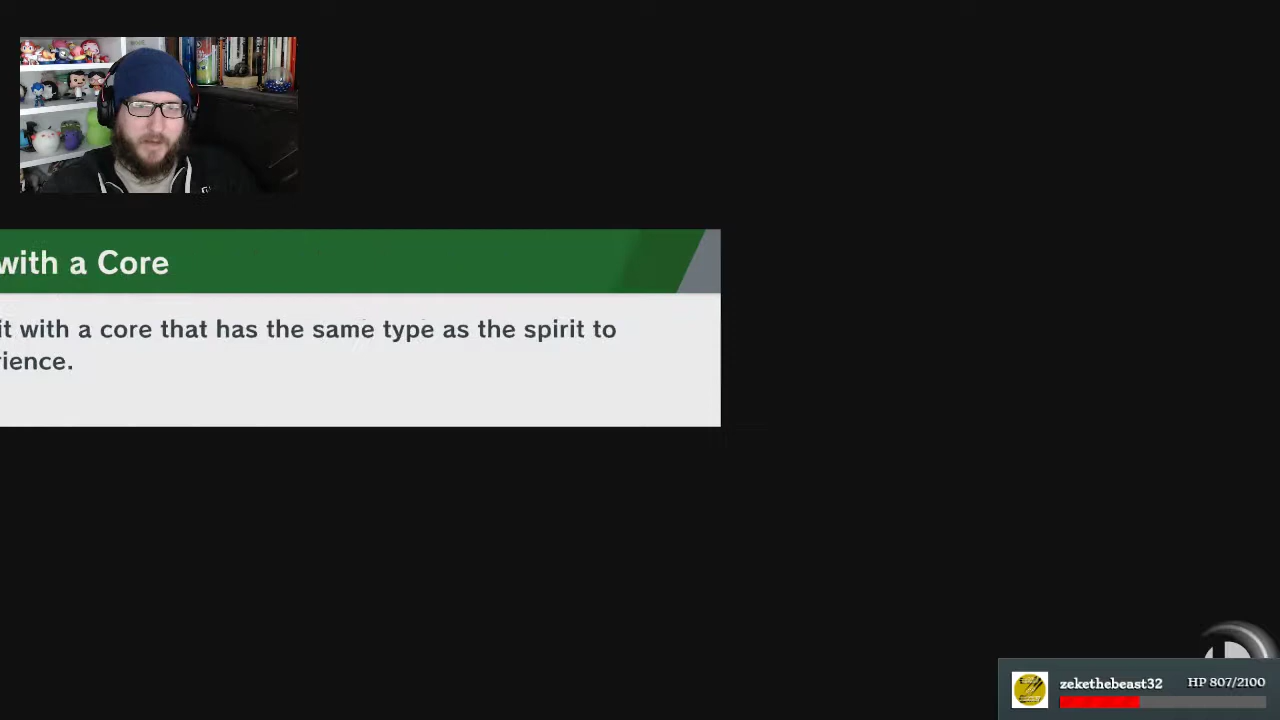 with a Core
it with a core that has the same type as the spirit to
rience.
zekethebeast32
HP 807/2100